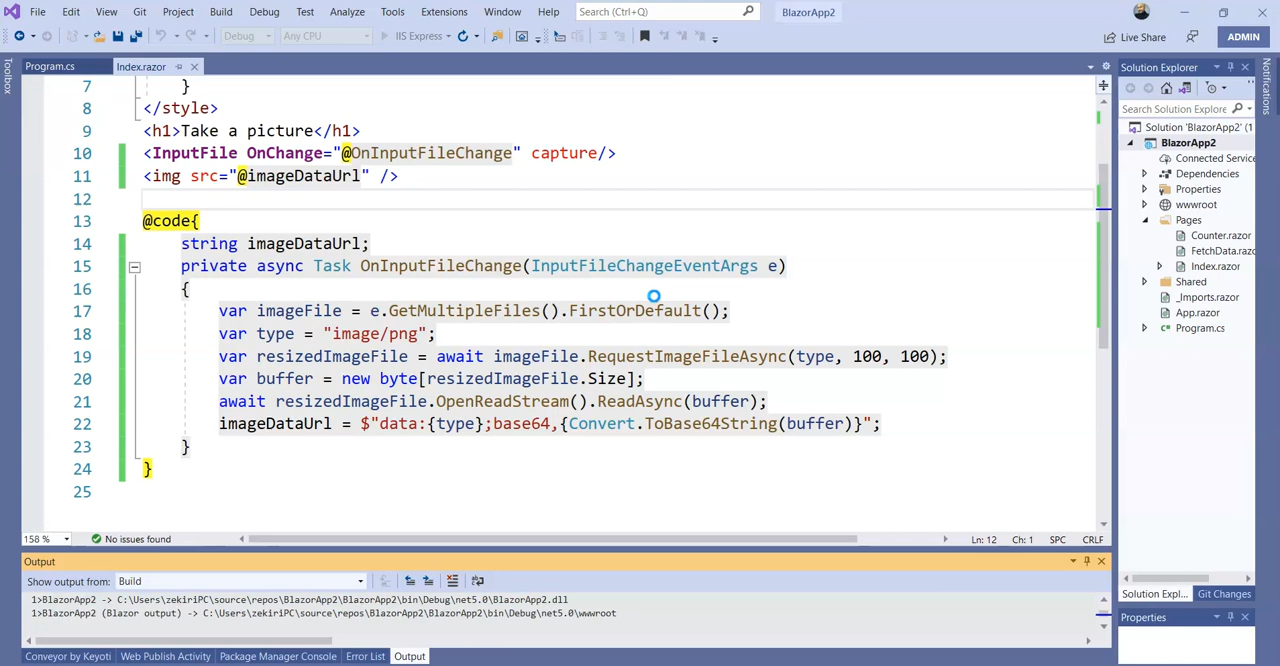 File Edit View Git Project Build Debug Test Analyze Tools Extensions Window Help Search (Ctrl+Q) BlazorApp2
Debug Any CPU IIS Express Live Share ADMIN
Toolbox
Program.cs Index.razor
7 }
8 </style>
9 <h1>Take a picture</h1>
10 <InputFile OnChange="@OnInputFileChange" capture/>
11 <img src="@imageDataUrl" />
12
13 @code{
14 string imageDataUrl;
15 private async Task OnInputFileChange(InputFileChangeEventArgs e)
16 {
17 var imageFile = e.GetMultipleFiles().FirstOrDefault();
18 var type = "image/png";
19 var resizedImageFile = await imageFile.RequestImageFileAsync(type, 100, 100);
20 var buffer = new byte[resizedImageFile.Size];
21 await resizedImageFile.OpenReadStream().ReadAsync(buffer);
22 imageDataUrl = $"data:{type};base64,{Convert.ToBase64String(buffer)}";
23 }
24 }
25
158 % No issues found Ln: 12 Ch: 1 SPC CRLF
Output
Show output from: Build
1>BlazorApp2 -> C:\Users\zekiriPC\source\repos\BlazorApp2\BlazorApp2\bin\Debug\net5.0\BlazorApp2.dll
1>BlazorApp2 (Blazor output) -> C:\Users\zekiriPC\source\repos\BlazorApp2\BlazorApp2\bin\Debug\net5.0\wwwroot
Conveyor by Keyoti Web Publish Activity Package Manager Console Error List Output
Solution Explorer
Search Solution Explore
Solution 'BlazorApp2' (1
BlazorApp2
Connected Service
Dependencies
Properties
wwwroot
Pages
Counter.razor
FetchData.razo
Index.razor
Shared
_Imports.razor
App.razor
Program.cs
Solution Expl... Git Changes
Properties
Notifications